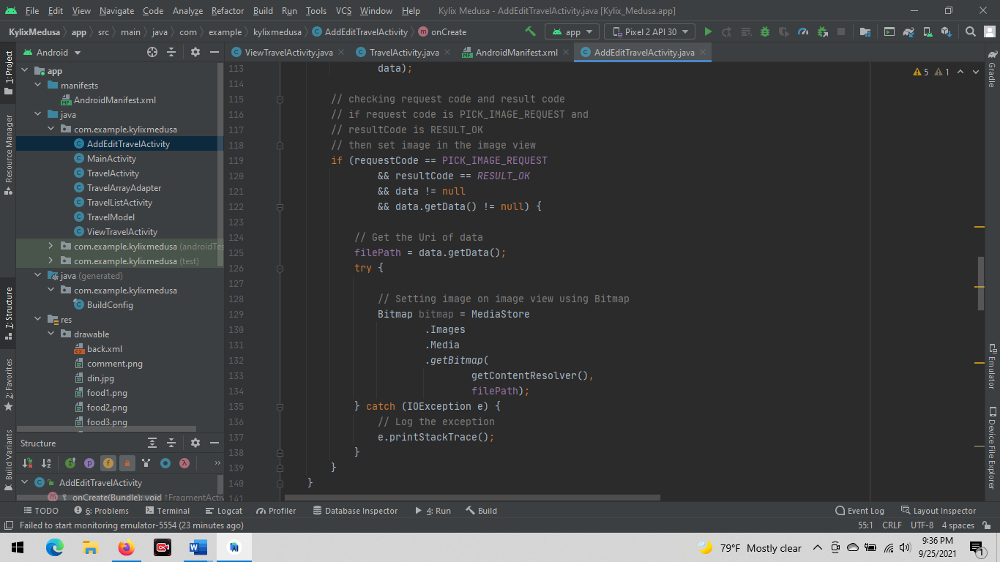 File Edit View Navigate Code Analyze Refactor Build Run Tools VCS Window Help Kylix Medusa - AddEditTravelActivity.java [Kylix_Medusa.app]
KylixMedusa app src main java com example kylixmedusa AddEditTravelActivity onCreate app Pixel 2 API 30
Android ViewTravelActivity.java TravelActivity.java AndroidManifest.xml AddEditTravelActivity.java
1: Project
Resource Manager
7: Structure
2: Favorites
Build Variants
app
manifests
AndroidManifest.xml
java
com.example.kylixmedusa
AddEditTravelActivity
MainActivity
TravelActivity
TravelArrayAdapter
TravelListActivity
TravelModel
ViewTravelActivity
com.example.kylixmedusa (androidTes
com.example.kylixmedusa (test)
java (generated)
com.example.kylixmedusa
BuildConfig
res
drawable
back.xml
comment.png
din.jpg
food1.png
food2.png
food3.png
Structure
AddEditTravelActivity
onCreate(Bundle): void ↑FragmentActiv
113 data);
114
115 // checking request code and result code
116 // if request code is PICK_IMAGE_REQUEST and
117 // resultCode is RESULT_OK
118 // then set image in the image view
119 if (requestCode == PICK_IMAGE_REQUEST
120 && resultCode == RESULT_OK
121 && data != null
122 && data.getData() != null) {
123
124 // Get the Uri of data
125 filePath = data.getData();
126 try {
127
128 // Setting image on image view using Bitmap
129 Bitmap bitmap = MediaStore
130 .Images
131 .Media
132 .getBitmap(
133 getContentResolver(),
134 filePath);
135 } catch (IOException e) {
136 // Log the exception
137 e.printStackTrace();
138 }
139 }
140 }
141
5 1
Gradle
Emulator
Device File Explorer
TODO 6: Problems Terminal Logcat Profiler Database Inspector 4: Run Build Event Log Layout Inspector
Failed to start monitoring emulator-5554 (23 minutes ago) 55:1 CRLF UTF-8 4 spaces
79°F Mostly clear 9:36 PM
9/25/2021
1